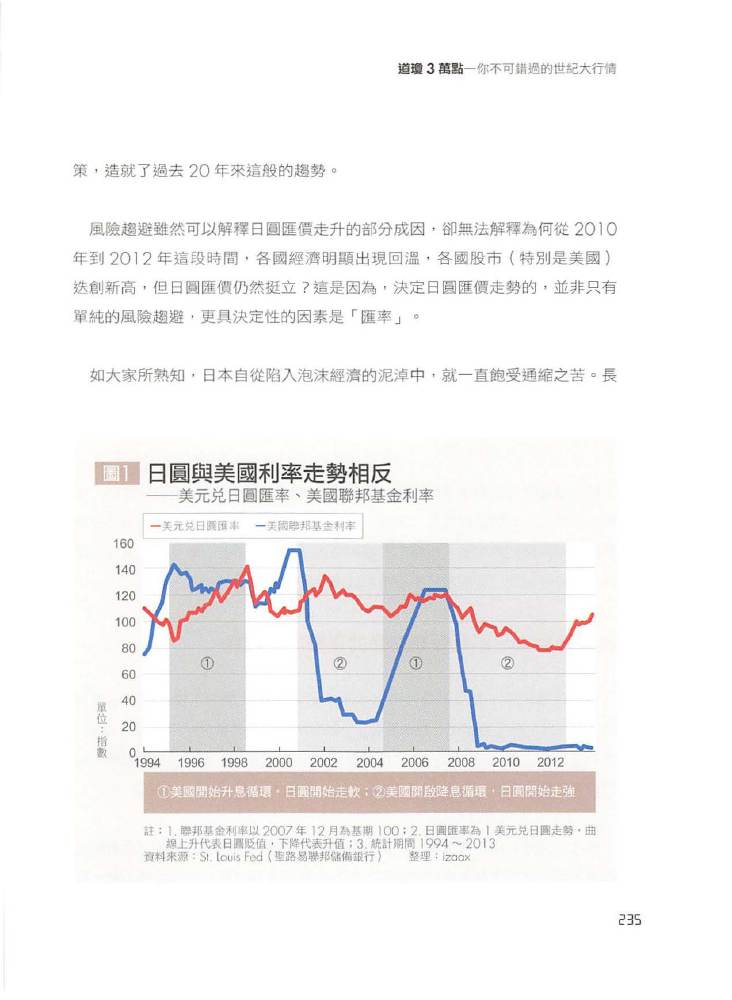 道瓊 3 萬點—你不可錯過的世紀大行情
策，造就了過去 20 年來這般的趨勢。
風險趨避雖然可以解釋日圓匯價走升的部分成因，卻無法解釋為何從 2010
年到 2012 年這段時間，各國經濟明顯出現回溫，各國股市（特別是美國）
迭創新高，但日圓匯價仍然挺立？這是因為，決定日圓匯價走勢的，並非只有
單純的風險趨避，更具決定性的因素是「匯率」。
如大家所熟知，日本自從陷入泡沫經濟的泥淖中，就一直飽受通縮之苦。長
圖1 日圓與美國利率走勢相反
——美元兌日圓匯率、美國聯邦基金利率
美元兌日圓匯率 美國聯邦基金利率
160
140
120
100
80
60
40
20
0
單位：指數
① ② ① ②
1994 1996 1998 2000 2002 2004 2006 2008 2010 2012
①美國開始升息循環，日圓開始走軟；②美國開啟降息循環，日圓開始走強
註：1. 聯邦基金利率以 2007 年 12 月為基期 100；2. 日圓匯率為 1 美元兌日圓走勢，曲
線上升代表日圓貶值，下降代表升值；3. 統計期間 1994～2013
資料來源：St. Louis Fed（聖路易聯邦儲備銀行） 整理：izaax
235